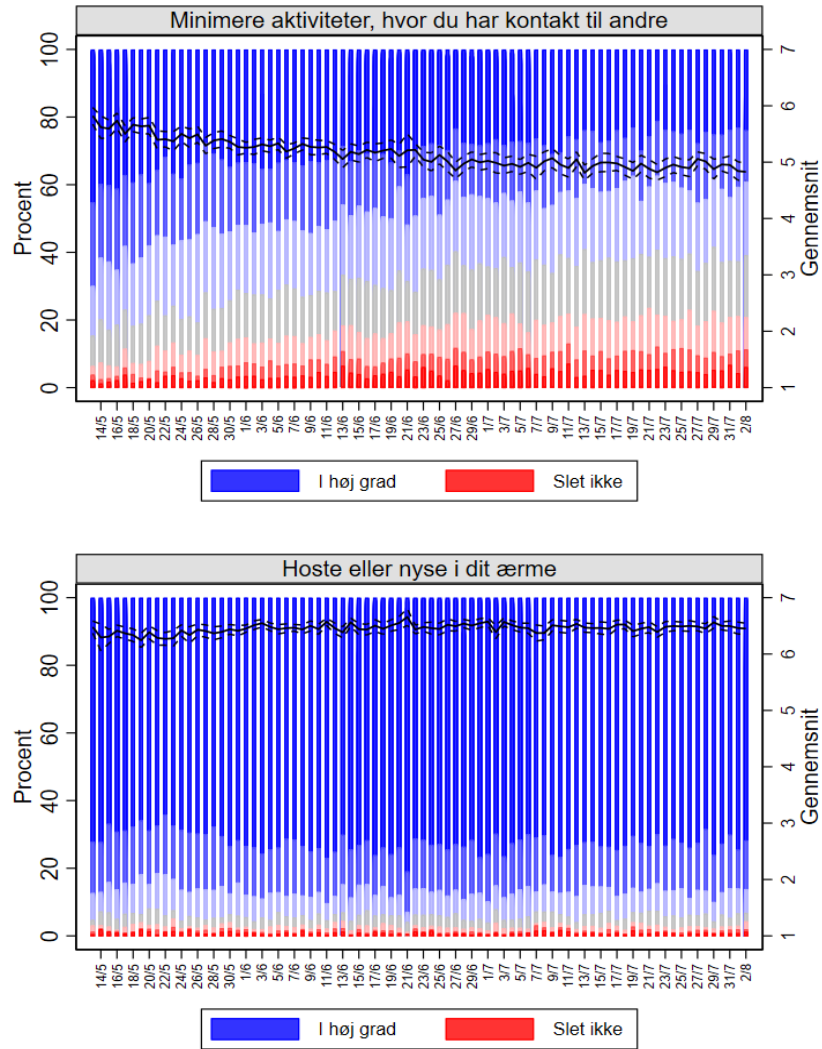 Minimere aktiviteter, hvor du har kontakt til andre
Procent
0 20 40 60 80 100
Gennemsnit
1 2 3 4 5 6 7
14/5 16/5 18/5 20/5 22/5 24/5 26/5 28/5 30/5 1/6 3/6 5/6 7/6 9/6 11/6 13/6 15/6 17/6 19/6 21/6 23/6 25/6 27/6 29/6 1/7 3/7 5/7 7/7 9/7 11/7 13/7 15/7 17/7 19/7 21/7 23/7 25/7 27/7 29/7 31/7 2/8
I høj grad Slet ikke
Hoste eller nyse i dit ærme
Procent
0 20 40 60 80 100
Gennemsnit
1 2 3 4 5 6 7
14/5 16/5 18/5 20/5 22/5 24/5 26/5 28/5 30/5 1/6 3/6 5/6 7/6 9/6 11/6 13/6 15/6 17/6 19/6 21/6 23/6 25/6 27/6 29/6 1/7 3/7 5/7 7/7 9/7 11/7 13/7 15/7 17/7 19/7 21/7 23/7 25/7 27/7 29/7 31/7 2/8
I høj grad Slet ikke